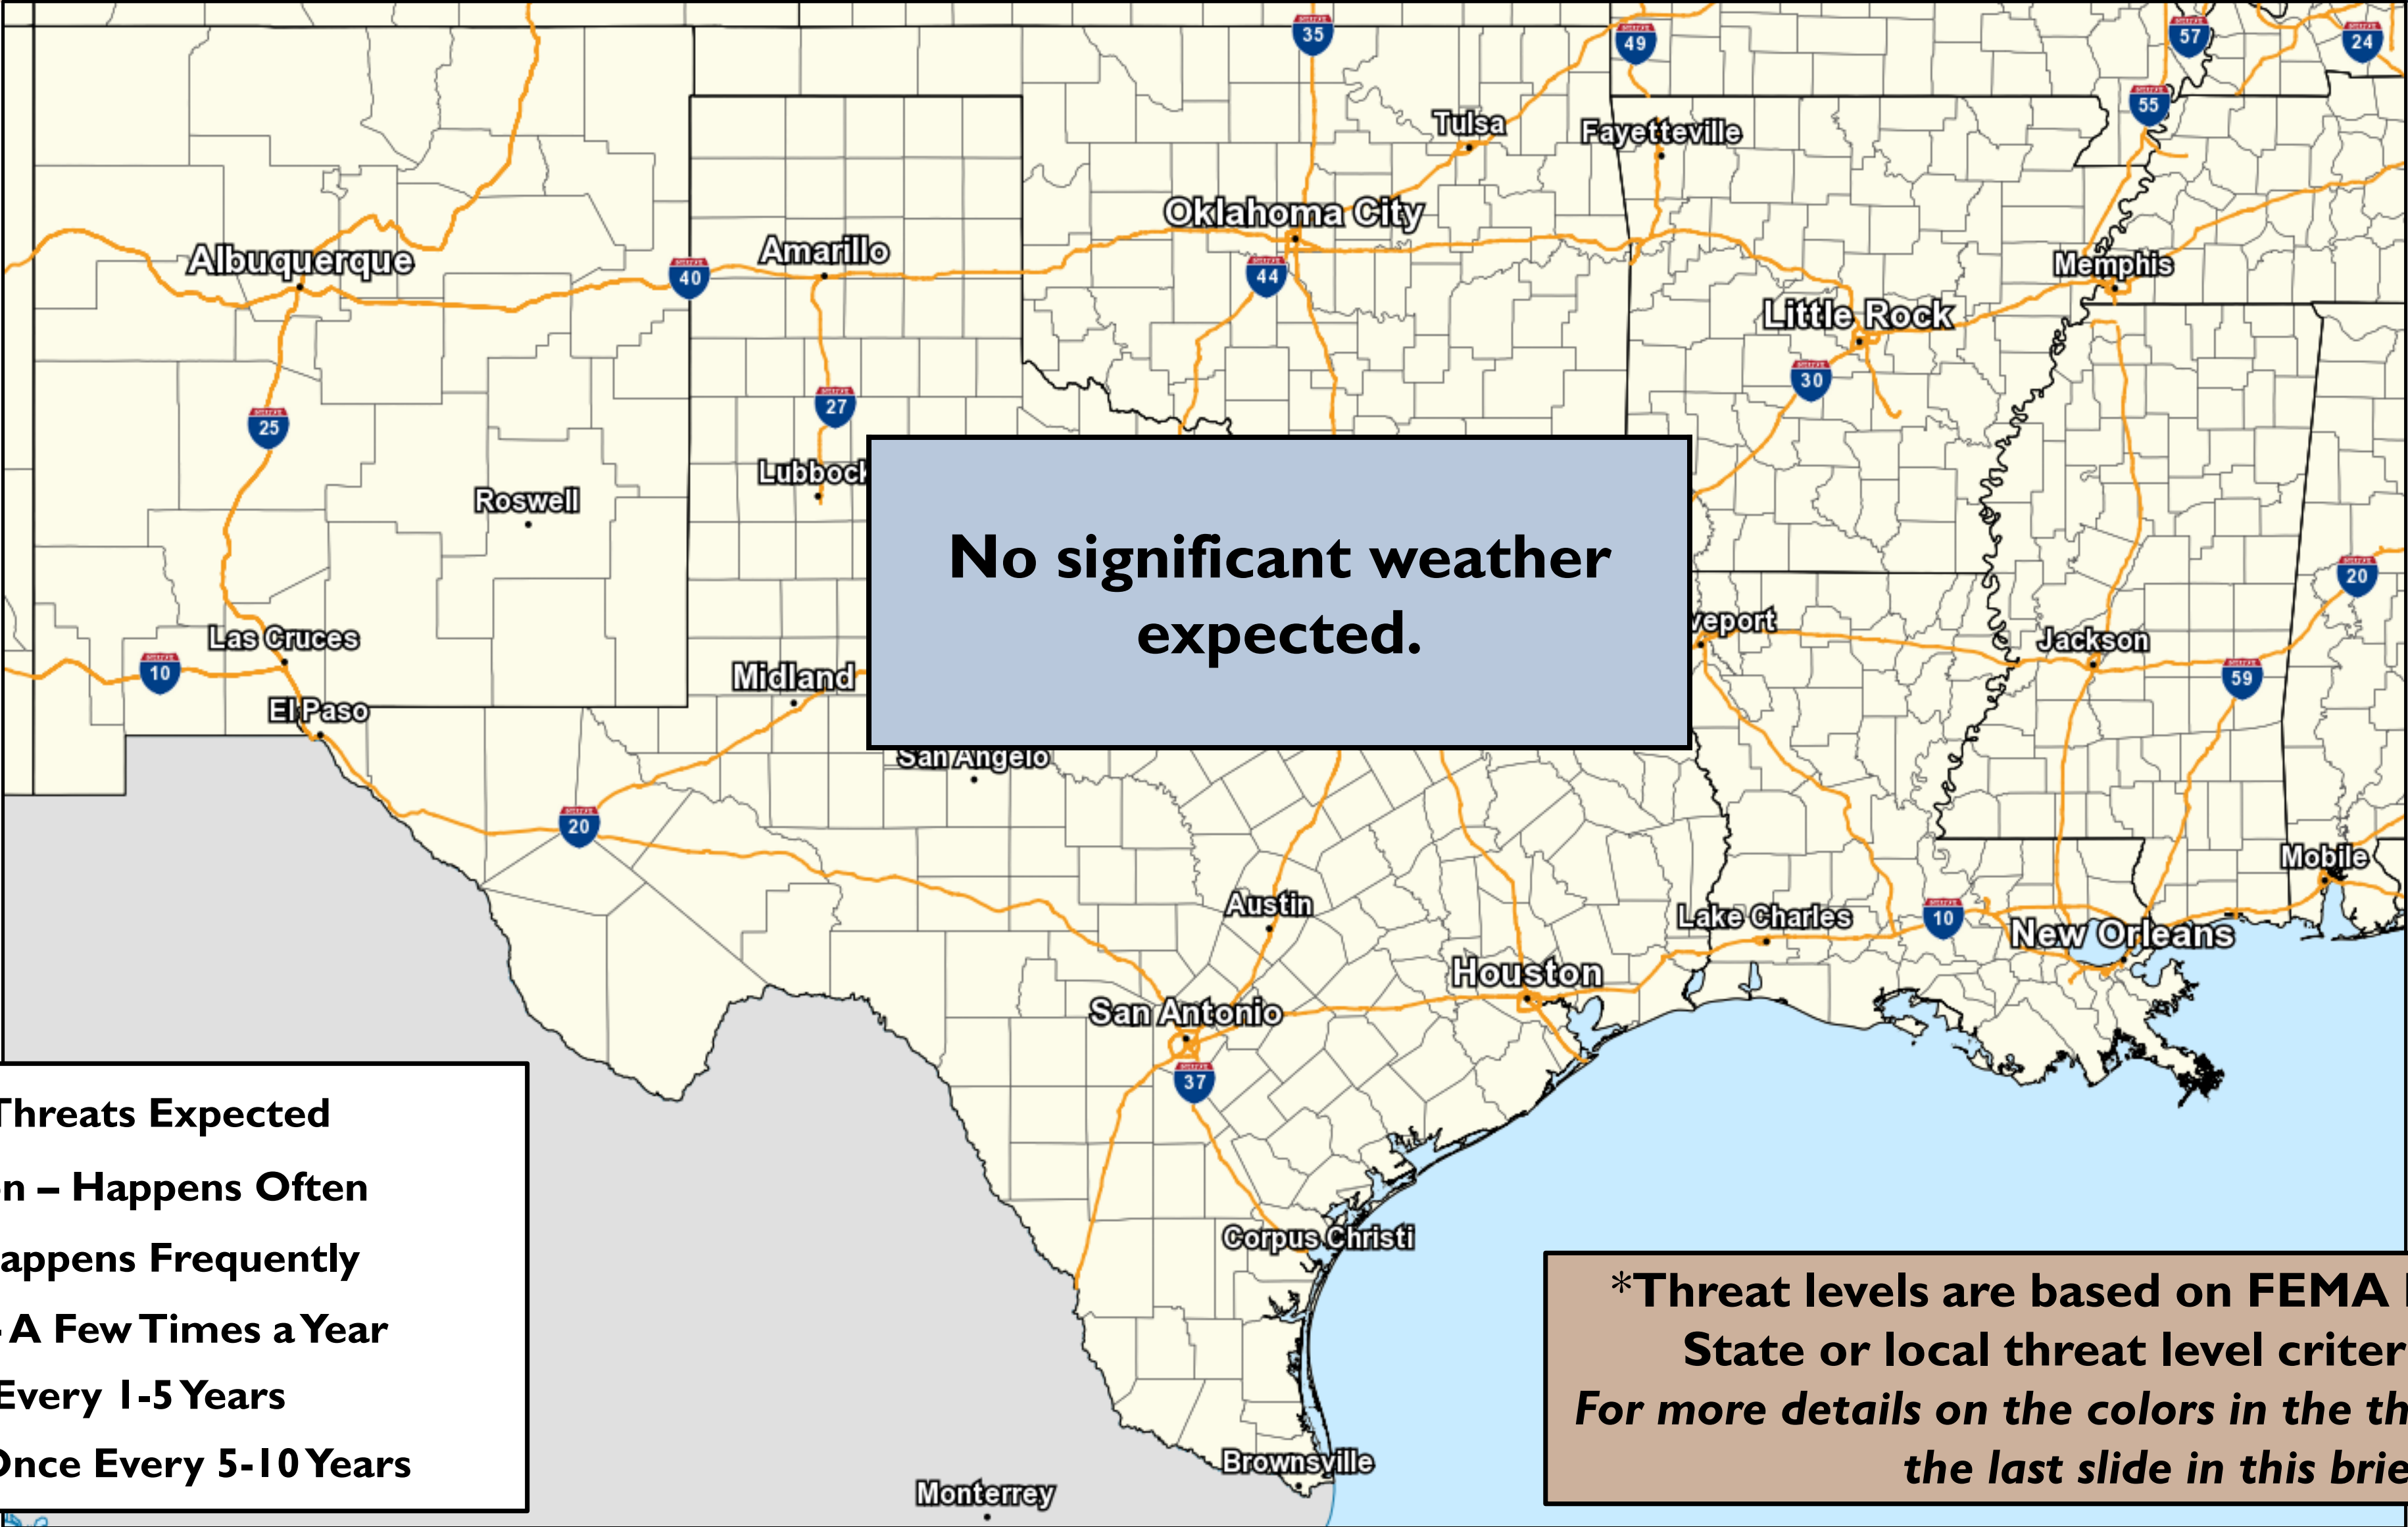 35
49
57
24
55
Tulsa
Fayetteville
Oklahoma City
Albuquerque
Amarillo
40
44
Memphis
Little Rock
30
27
25
Lubbock
Roswell
No significant weather
expected.
20
veport
Jackson
Las Cruces
10
Midland
59
El Paso
San Angelo
20
Mobile
Austin
Lake Charles
10
New Orleans
Houston
San Antonio
37
Threats Expected
n – Happens Often
appens Frequently
- A Few Times a Year
Every 1-5 Years
Once Every 5-10 Years
Corpus Christi
*Threat levels are based on FEMA
State or local threat level criter
For more details on the colors in the th
the last slide in this brie
Brownsville
Monterrey